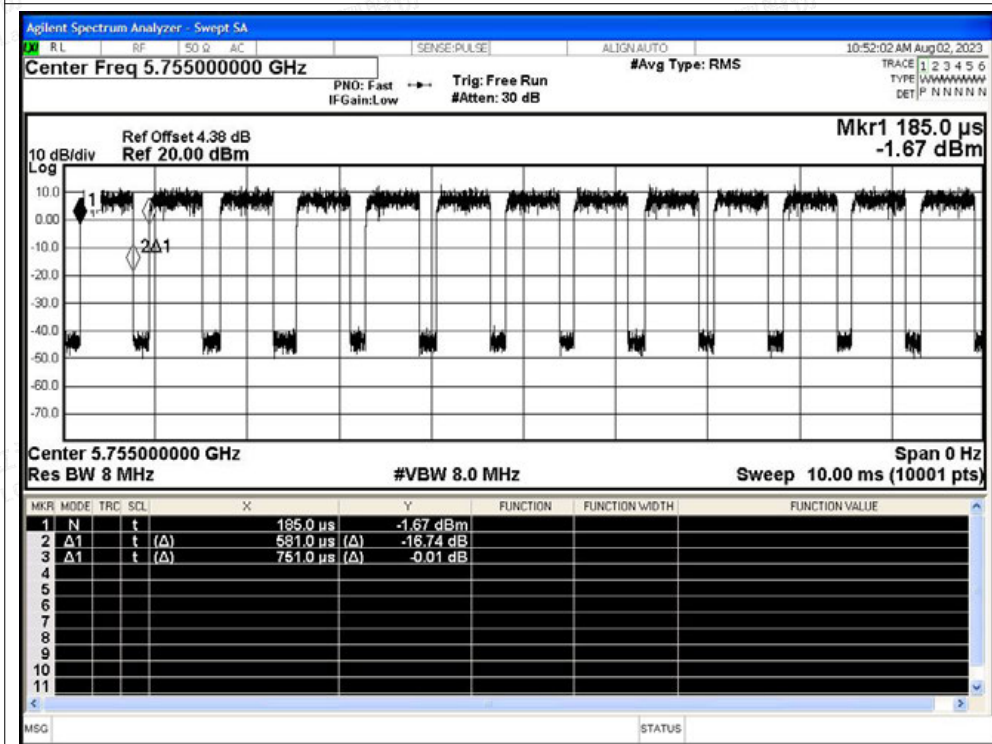 Agilent Spectrum Analyzer - Swept SA
LXI RL RF 50 Ω AC SENSE:PULSE ALIGNAUTO 10:52:02 AM Aug 02, 2023
Center Freq 5.755000000 GHz #Avg Type: RMS TRACE 1 2 3 4 5 6
PNO: Fast Trig: Free Run TYPE WWWWWW
IFGain:Low #Atten: 30 dB DET P N N N N N
Mkr1 185.0 µs
Ref Offset 4.38 dB
10 dB/div Ref 20.00 dBm -1.67 dBm
Log
10.0
1
0.00
2Δ1
-10.0
-20.0
-30.0
-40.0
-50.0
-60.0
-70.0
Center 5.755000000 GHz Span 0 Hz
Res BW 8 MHz #VBW 8.0 MHz Sweep 10.00 ms (10001 pts)
MKR MODE TRC SCL X Y FUNCTION FUNCTION WIDTH FUNCTION VALUE
1 N t 185.0 µs -1.67 dBm
2 Δ1 t (Δ) 581.0 µs (Δ) -16.74 dB
3 Δ1 t (Δ) 751.0 µs (Δ) -0.01 dB
4
5
6
7
8
9
10
11
MSG STATUS